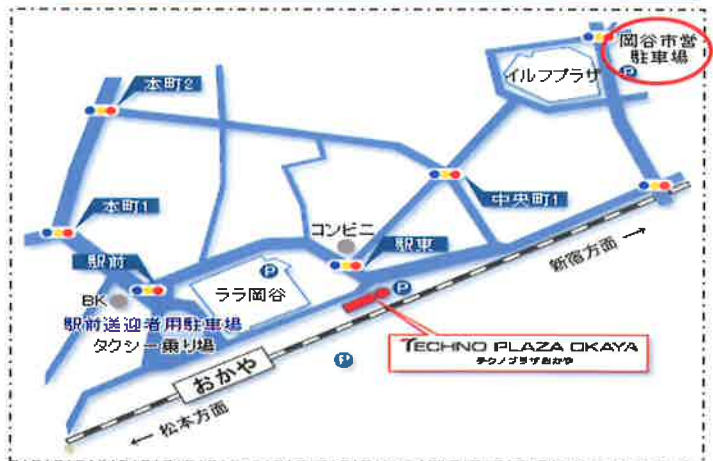 岡谷市営
駐車場
P
イルフプラザ
本町2
中央町1
本町1
コンビニ
駅東
駅前
P
ララ岡谷
P
BK
駅前送迎者用駐車場
タクシー乗り場
新宿方面
TECHNO PLAZA OKAYA
テクノプラザおかや
P
おかや
← 松本方面